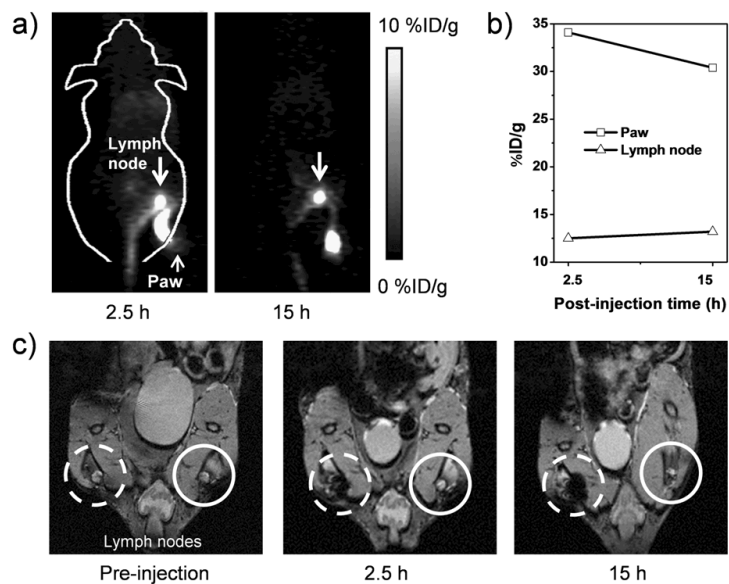 a)
10 %ID/g
Lymph
node
Paw
0 %ID/g
2.5 h
15 h
b)
%ID/g
35
30
25
20
15
10
Paw
Lymph node
2.5
15
Post-injection time (h)
c)
Lymph nodes
Pre-injection
2.5 h
15 h